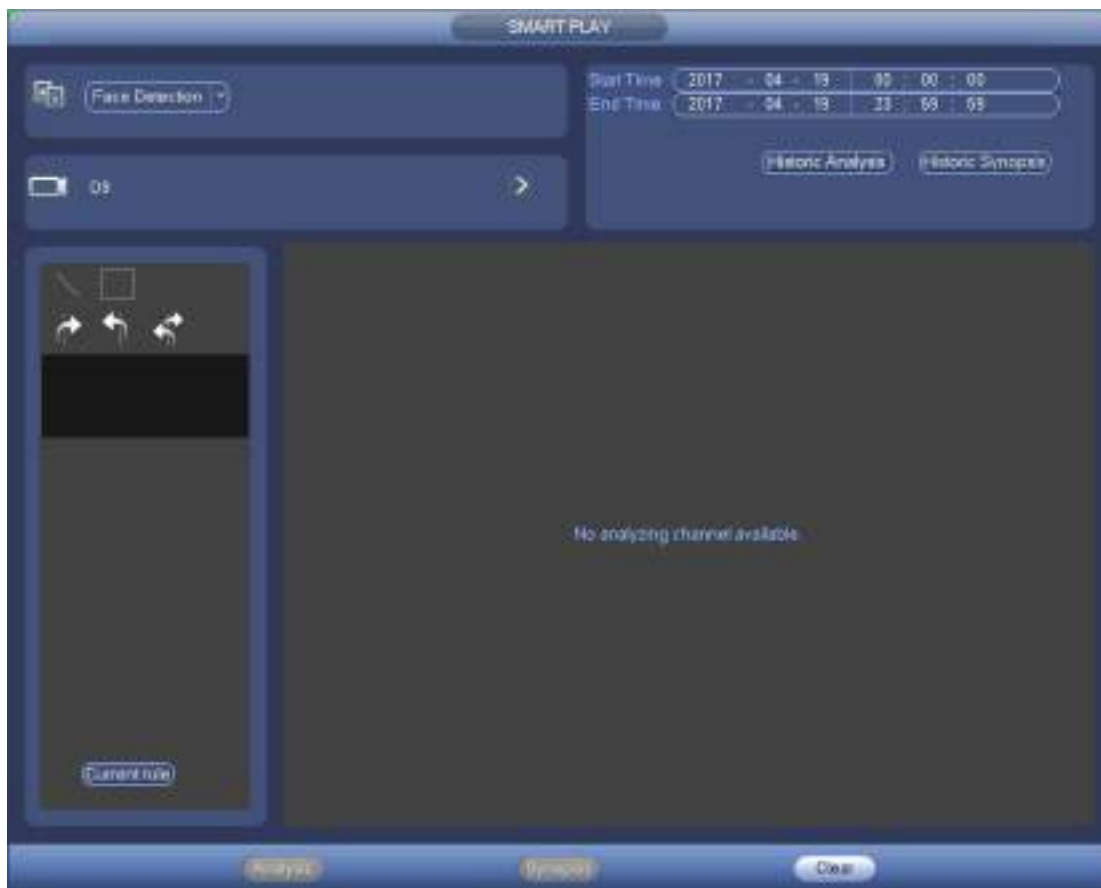 SMART PLAY
Face Detection
Start Time 2017 - 04 - 19 00 : 00 : 00
End Time 2017 - 04 - 19 23 : 59 : 59
Historic Analysis Historic Synopsis
D9
No analyzing channel available.
Current rule
Analysis Synopsis Clear